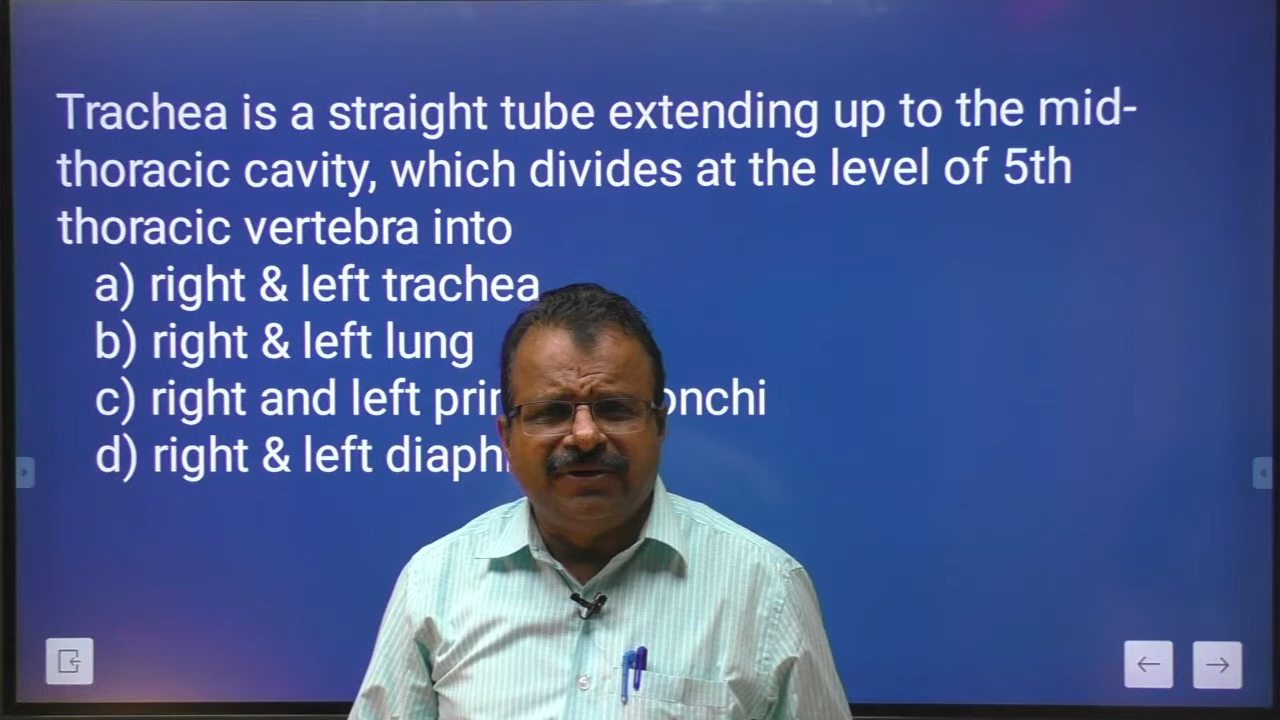 Trachea is a straight tube extending up to the mid-
thoracic cavity, which divides at the level of 5th
thoracic vertebra into
a) right & left trachea
b) right & left lung
c) right and left
d) right & left